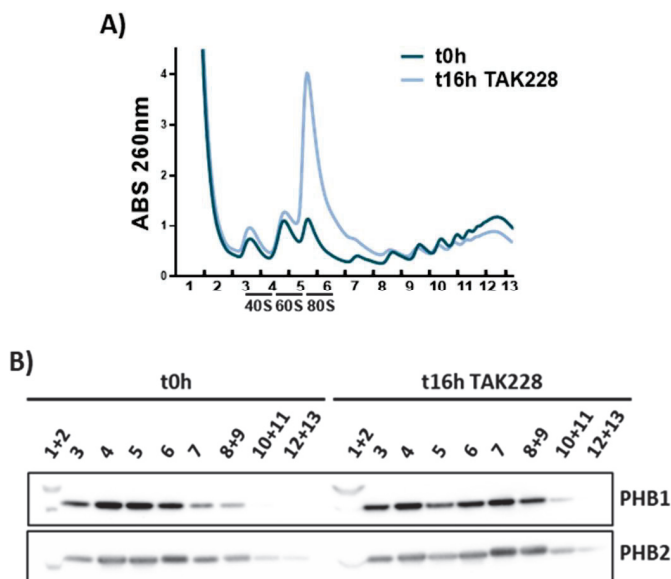 A)
t0h
t16h TAK228
ABS 260nm
4
3
2
1
0
1 2 3 4 5 6 7 8 9 10 11 12 13
40S 60S 80S
B)
t0h t16h TAK228
1+2 3 4 5 6 7 8+9 10+11 12+13 1+2 3 4 5 6 7 8+9 10+11 12+13
PHB1
PHB2